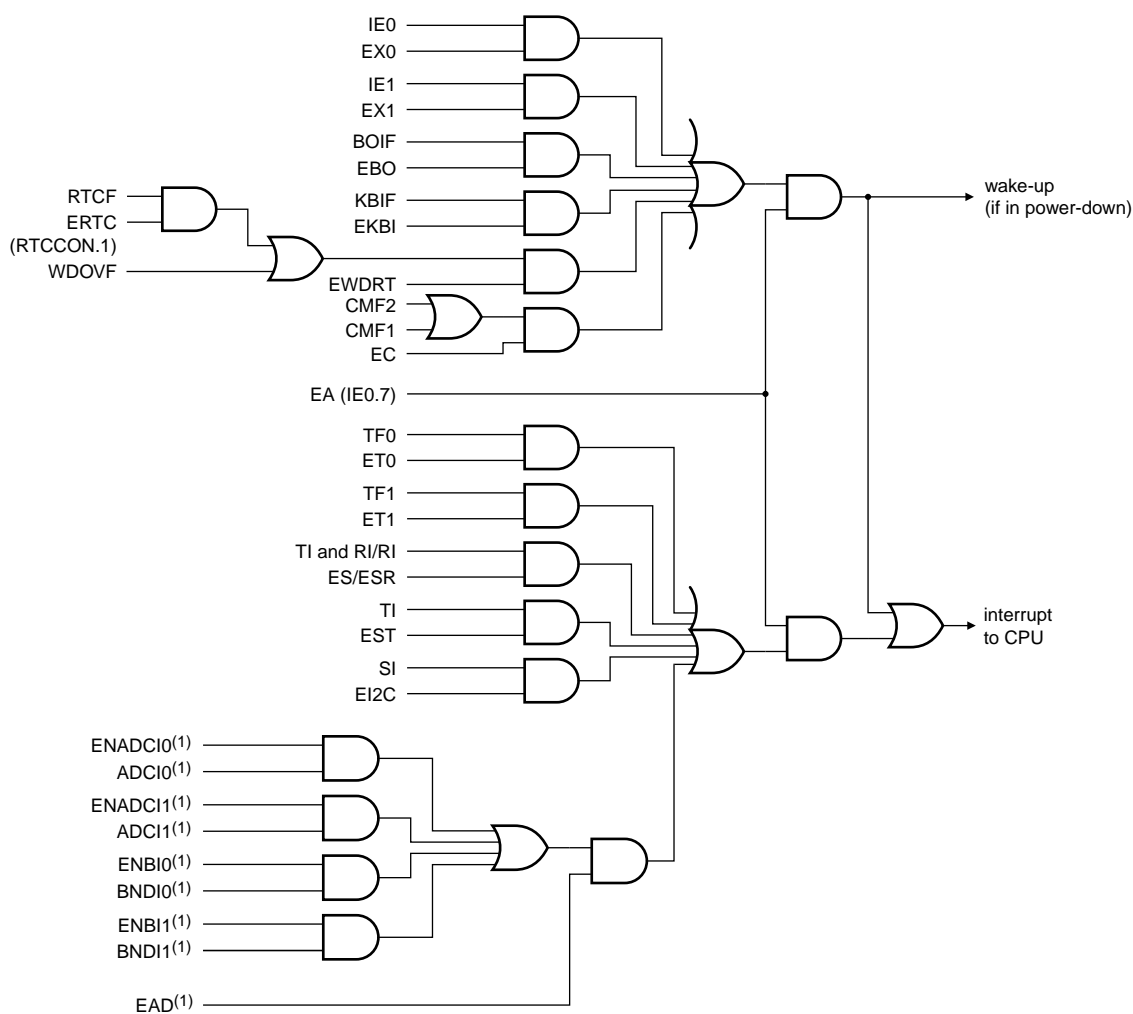 IE0
EX0
IE1
EX1
BOIF
EBO
KBIF
EKBI
RTCF
ERTC
(RTCCON.1)
WDOVF
EWDRT
CMF2
CMF1
EC
wake-up
(if in power-down)
EA (IE0.7)
TF0
ET0
TF1
ET1
TI and RI/RI
ES/ESR
TI
EST
SI
EI2C
interrupt
to CPU
ENADCI0(1)
ADCI0(1)
ENADCI1(1)
ADCI1(1)
ENBI0(1)
BNDI0(1)
ENBI1(1)
BNDI1(1)
EAD(1)